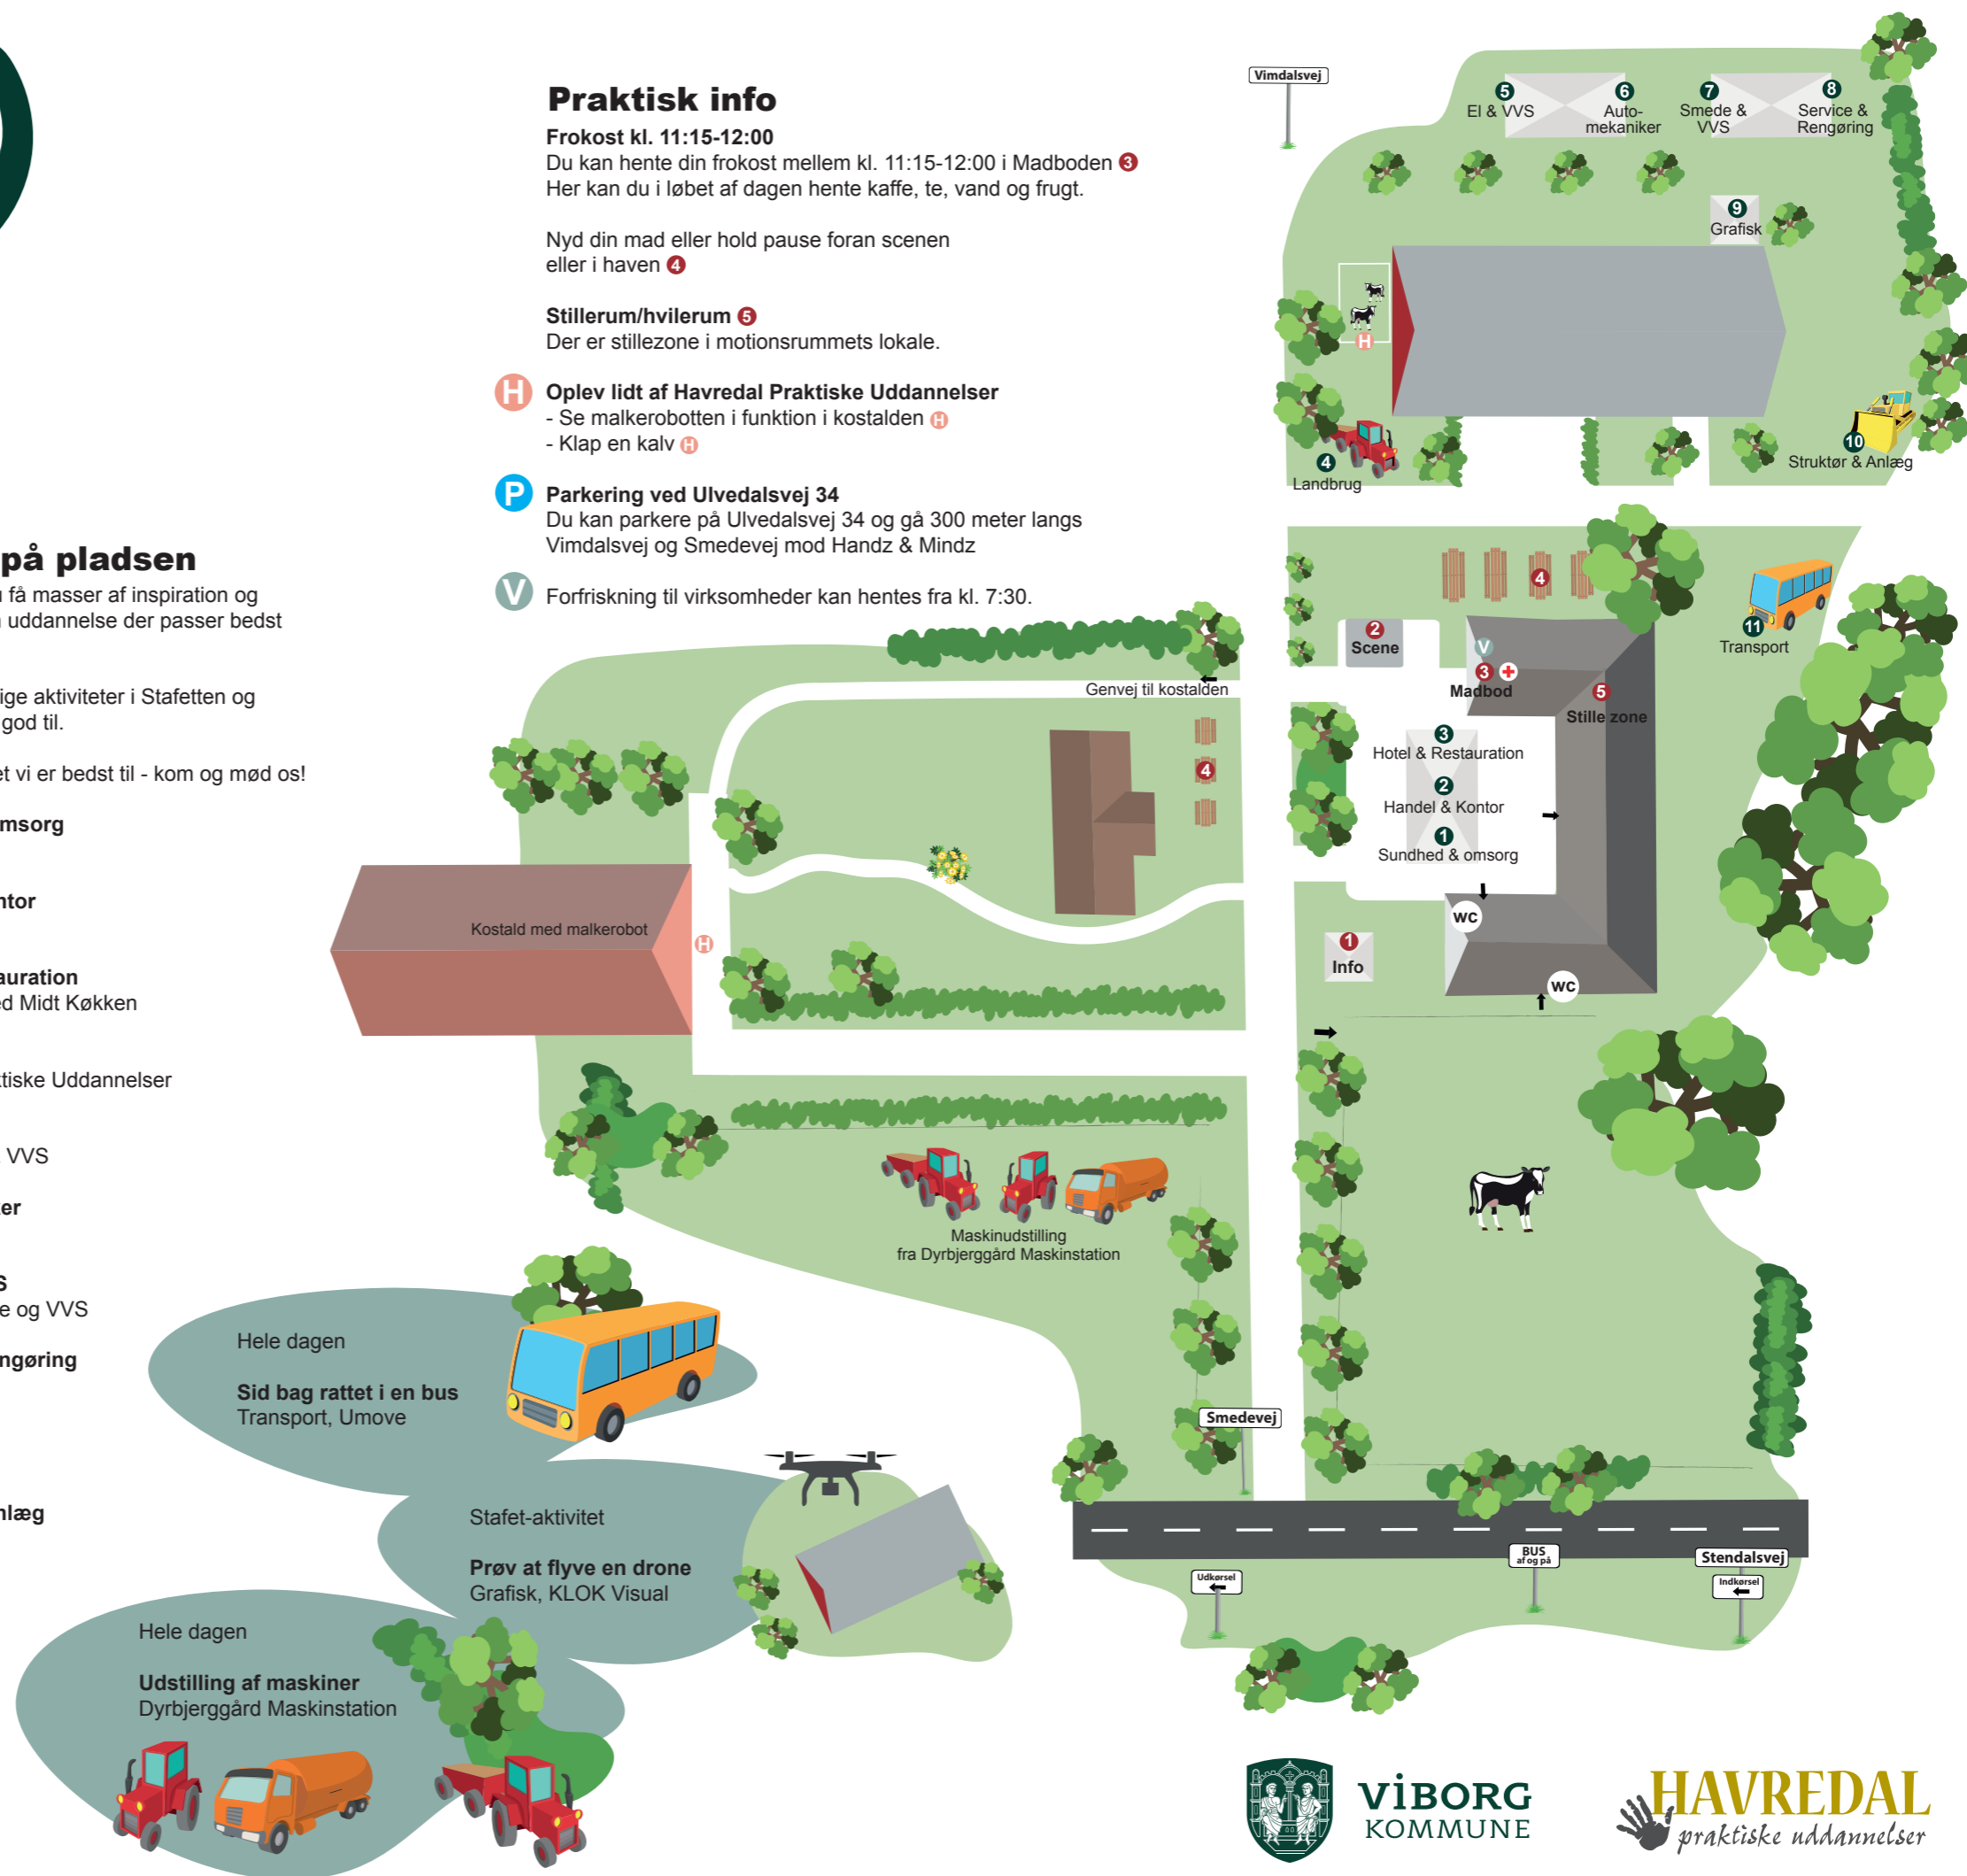 Praktisk info
Frokost kl. 11:15-12:00
Du kan hente din frokost mellem kl. 11:15-12:00 i Madboden 3
Her kan du i løbet af dagen hente kaffe, te, vand og frugt.
Nyd din mad eller hold pause foran scenen
eller i haven 4
Stillerum/hvilerum 5
Der er stillezone i motionsrummets lokale.
H Oplev lidt af Havredal Praktiske Uddannelser
- Se malkerobotten i funktion i kostalden H
- Klap en kalv H
P Parkering ved Ulvedalsvej 34
Du kan parkere på Ulvedalsvej 34 og gå 300 meter langs
Vimdalsvej og Smedevej mod Handz & Mindz
V Forfriskning til virksomheder kan hentes fra kl. 7:30.
på pladsen
få masser af inspiration og
uddannelse der passer bedst
ige aktiviteter i Stafetten og
god til.
et vi er bedst til - kom og mød os!
msorg
ntor
auration
ed Midt Køkken
ktiske Uddannelser
VVS
er
S
e og VVS
ngøring
nlæg
Vimdalsvej
5
El & VVS
6
Auto-
mekaniker
7
Smede &
VVS
8
Service &
Rengøring
9
Grafisk
H
4
Landbrug
10
Struktør & Anlæg
4
11
Transport
2
Scene
V
3
Madbod
5
Stille zone
Genvej til kostalden
3
Hotel & Restauration
2
Handel & Kontor
1
Sundhed & omsorg
4
Kostald med malkerobot
H
WC
1
Info
WC
Maskinudstilling
fra Dyrbjerggård Maskinstation
Smedevej
BUS
af og på
Stendalsvej
Udkørsel
Indkørsel
Hele dagen
Sid bag rattet i en bus
Transport, Umove
Stafet-aktivitet
Prøv at flyve en drone
Grafisk, KLOK Visual
Hele dagen
Udstilling af maskiner
Dyrbjerggård Maskinstation
VIBORG
KOMMUNE
HAVREDAL
praktiske uddannelser